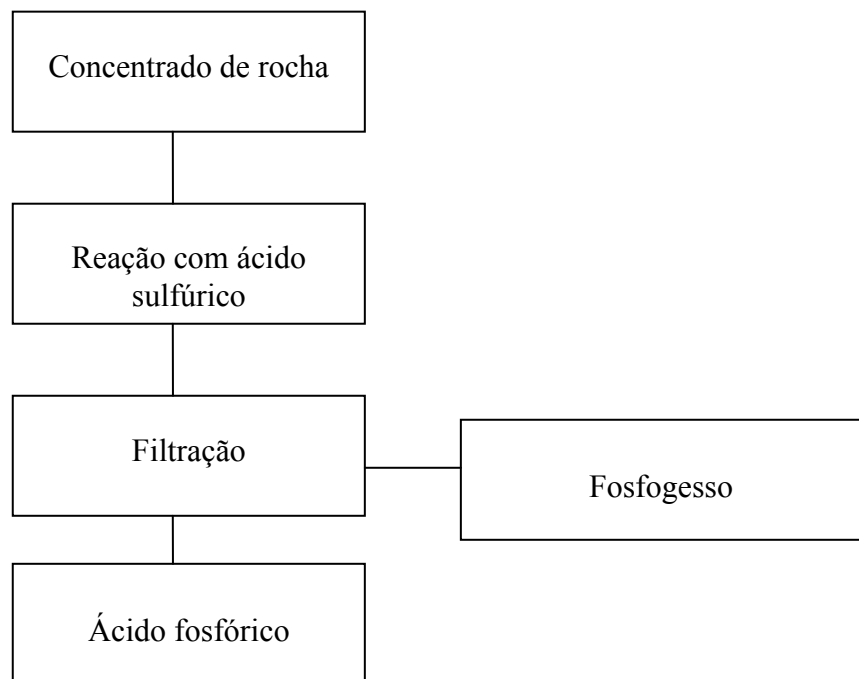 Concentrado de rocha
Reação com ácido
sulfúrico
Filtração
Fosfogesso
Ácido fosfórico